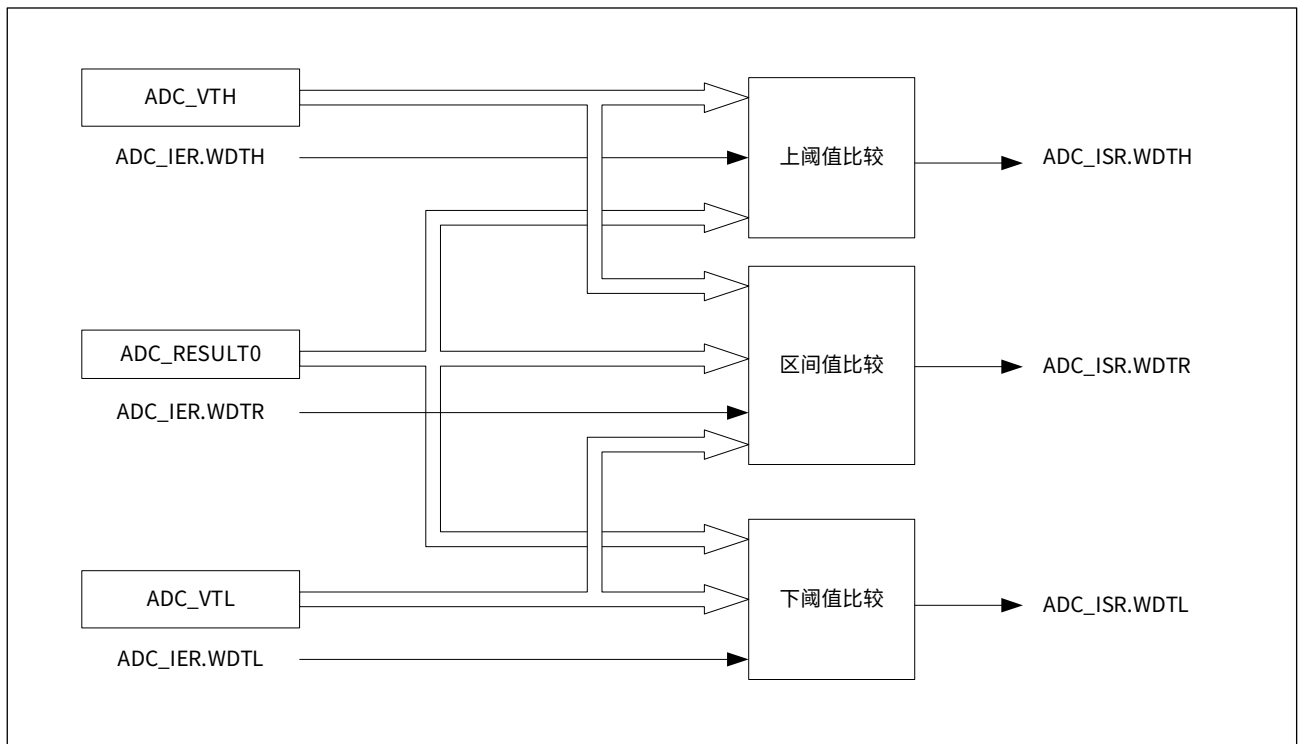 ADC_VTH
ADC_IER.WDTH
上阈值比较
ADC_ISR.WDTH
ADC_RESULT0
ADC_IER.WDTR
区间值比较
ADC_ISR.WDTR
ADC_VTL
ADC_IER.WDTL
下阈值比较
ADC_ISR.WDTL